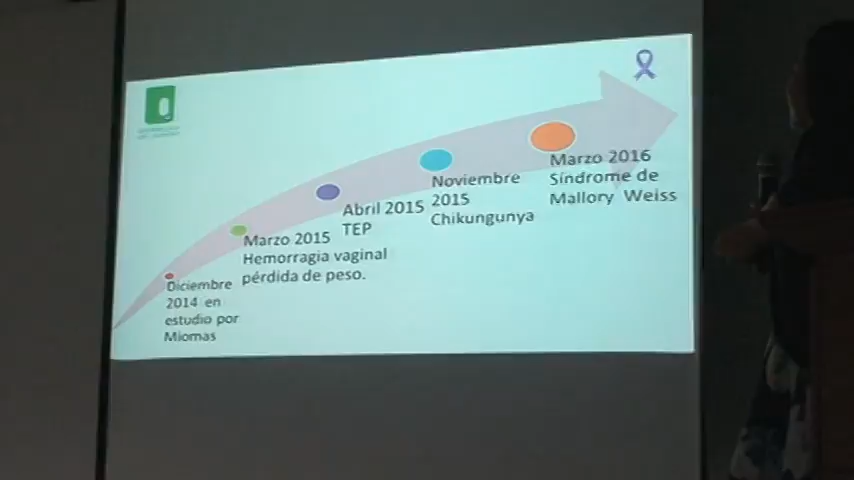 Diciembre
2014 en
estudio por
Miomas
Marzo 2015
Hemorragia vaginal
pérdida de peso.
Abril 2015
TEP
Noviembre
2015
Chikungunya
Marzo 2016
Síndrome de
Mallory Weiss